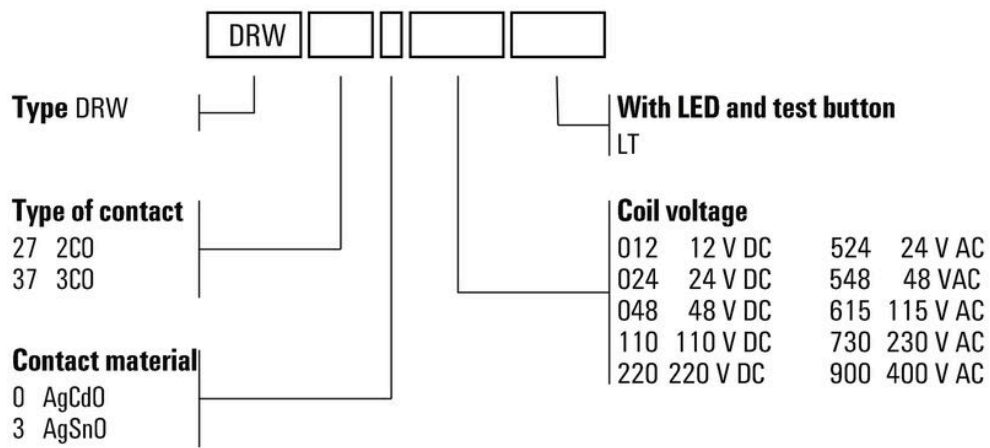 DRW
Type DRW
With LED and test button
LT
Type of contact
27 2CO
37 3CO
Coil voltage
012 12 V DC 524 24 V AC
024 24 V DC 548 48 VAC
048 48 V DC 615 115 V AC
110 110 V DC 730 230 V AC
220 220 V DC 900 400 V AC
Contact material
0 AgCdO
3 AgSnO